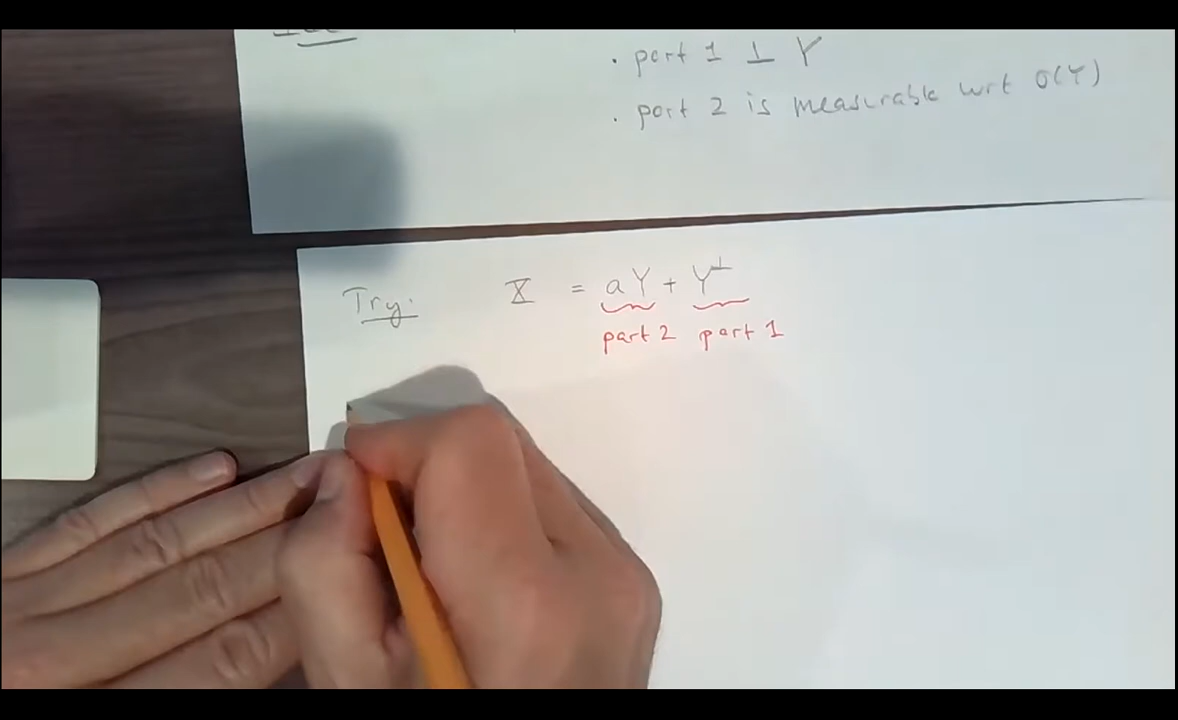 . part 1 ⊥ Y
. part 2 is measurable wrt σ(Y)
Try: X = aY + Y^⊥
part 2 part 1